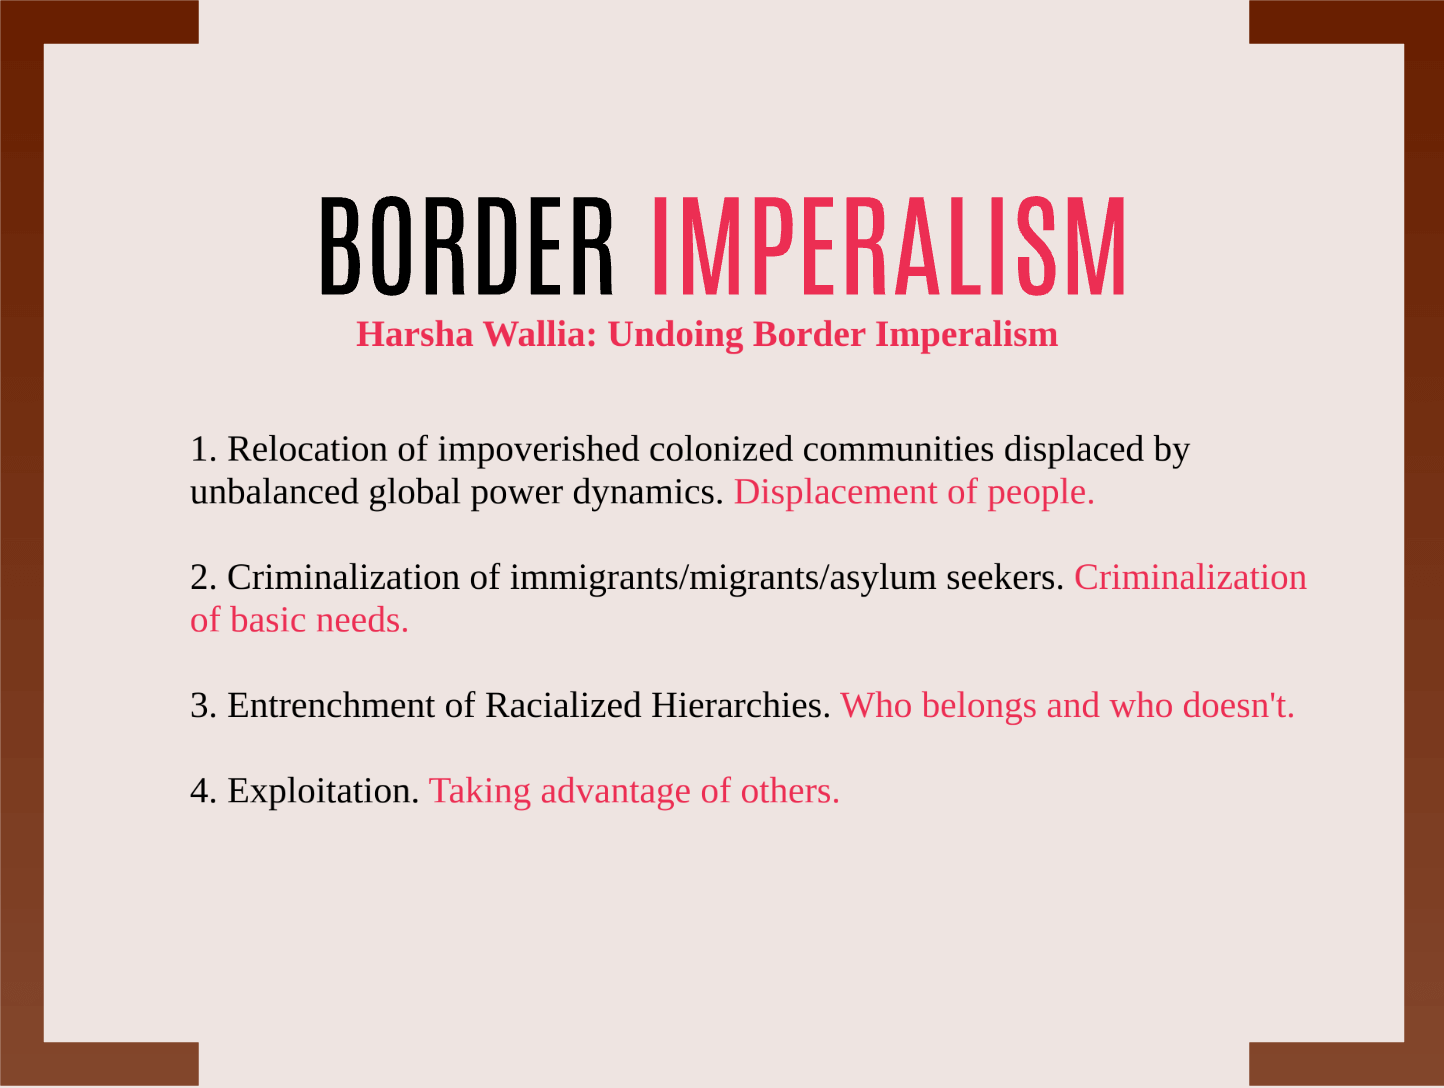 BORDER IMPERALISM
Harsha Wallia: Undoing Border Imperalism
1. Relocation of impoverished colonized communities displaced by
unbalanced global power dynamics. Displacement of people.
2. Criminalization of immigrants/migrants/asylum seekers. Criminalization
of basic needs.
3. Entrenchment of Racialized Hierarchies. Who belongs and who doesn't.
4. Exploitation. Taking advantage of others.